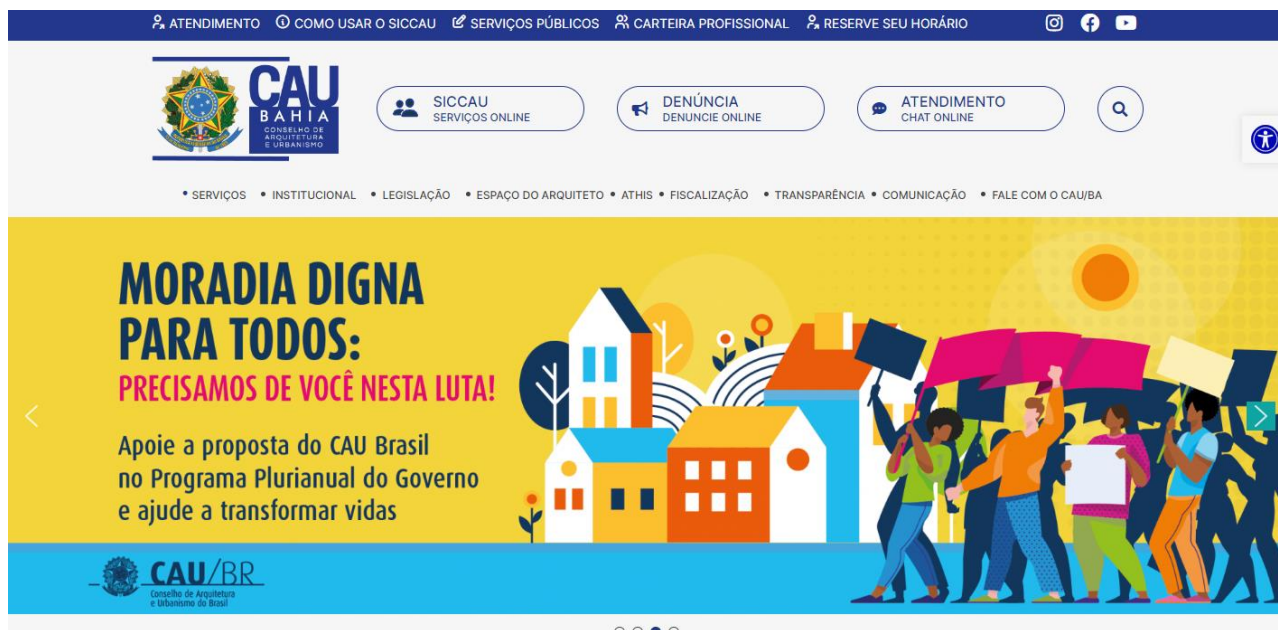 ATENDIMENTO COMO USAR O SICCAU SERVIÇOS PÚBLICOS CARTEIRA PROFISSIONAL RESERVE SEU HORÁRIO
CAU
BAHIA
CONSELHO DE
ARQUITETURA
E URBANISMO
SICCAU
SERVIÇOS ONLINE
DENÚNCIA
DENUNCIE ONLINE
ATENDIMENTO
CHAT ONLINE
• SERVIÇOS • INSTITUCIONAL • LEGISLAÇÃO • ESPAÇO DO ARQUITETO • ATHIS • FISCALIZAÇÃO • TRANSPARÊNCIA • COMUNICAÇÃO • FALE COM O CAU/BA
MORADIA DIGNA
PARA TODOS:
PRECISAMOS DE VOCÊ NESTA LUTA!
Apoie a proposta do CAU Brasil
no Programa Plurianual do Governo
e ajude a transformar vidas
CAU/BR
Conselho de Arquitetura
e Urbanismo do Brasil